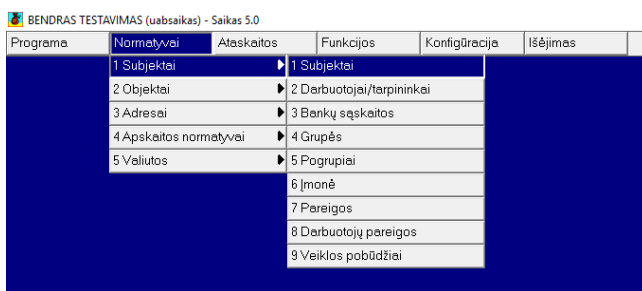 BENDRAS TESTAVIMAS (uabsaikas) - Saikas 5.0
Programa Normatyvai Ataskaitos Funkcijos Konfigūracija Išėjimas
1 Subjektai 1 Subjektai
2 Objektai 2 Darbuotojai/tarpininkai
3 Adresai 3 Bankų sąskaitos
4 Apskaitos normatyvai 4 Grupės
5 Valiutos 5 Pogrupiai
6 Įmonė
7 Pareigos
8 Darbuotojų pareigos
9 Veiklos pobūdžiai